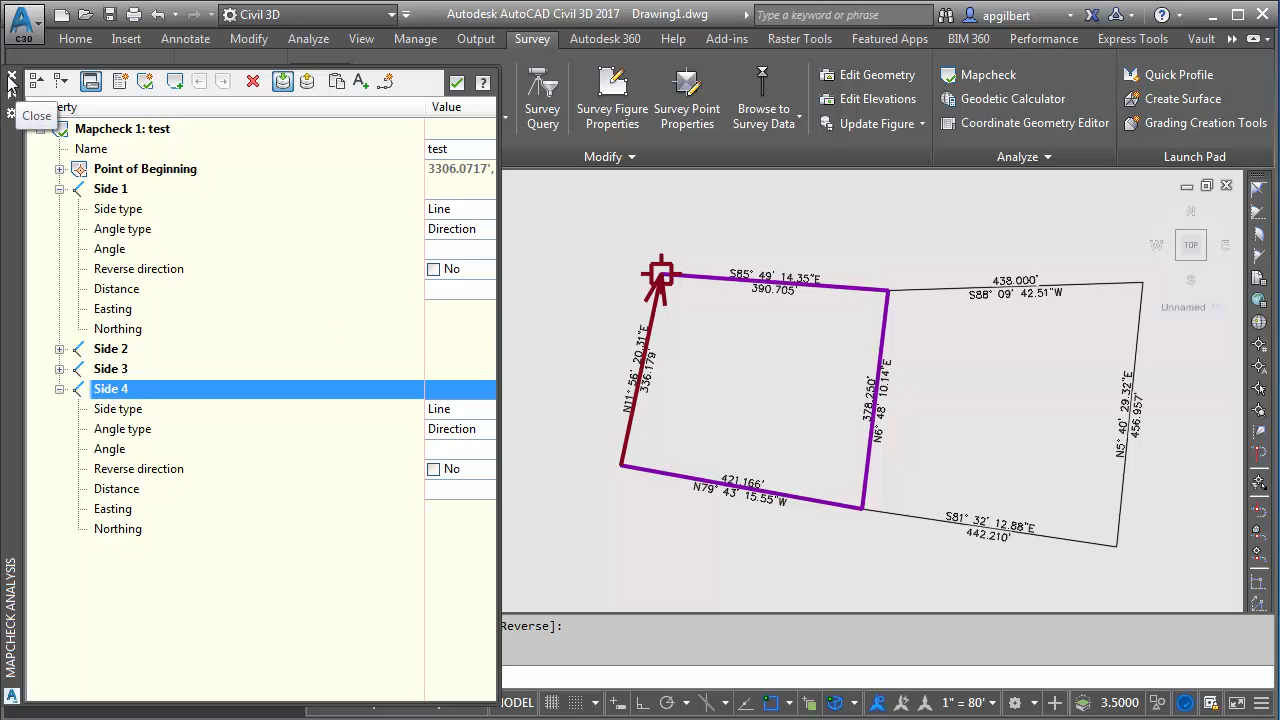 Autodesk AutoCAD Civil 3D 2017 Drawing1.dwg
Civil 3D
Type a keyword or phrase
apgilbert
C3D
Home Insert Annotate Modify Analyze View Manage Output Survey Autodesk 360 Help Add-ins Raster Tools Featured Apps BIM 360 Performance Express Tools Vault
Survey Query
Survey Figure Properties
Survey Point Properties
Browse to Survey Data
Edit Geometry
Edit Elevations
Update Figure
Modify
Mapcheck
Geodetic Calculator
Coordinate Geometry Editor
Analyze
Quick Profile
Create Surface
Grading Creation Tools
Launch Pad
Close
Value
Mapcheck 1: test
Name test
Point of Beginning 3306.0717',
Side 1
Side type Line
Angle type Direction
Angle
Reverse direction No
Distance
Easting
Northing
Side 2
Side 3
Side 4
Side type Line
Angle type Direction
Angle
Reverse direction No
Distance
Easting
Northing
MAPCHECK ANALYSIS
S85° 49' 14.35"E
390.705'
438.000'
S88° 09' 42.51"W
N11° 56' 20.31"E
336.179'
378.250'
N6° 48' 10.14"E
N5° 40' 29.32"E
456.957'
421.166'
N79° 43' 15.55"W
S81° 32' 12.88"E
442.210'
N
W TOP E
S
Unnamed
Reverse]:
MODEL
1" = 80'
3.5000